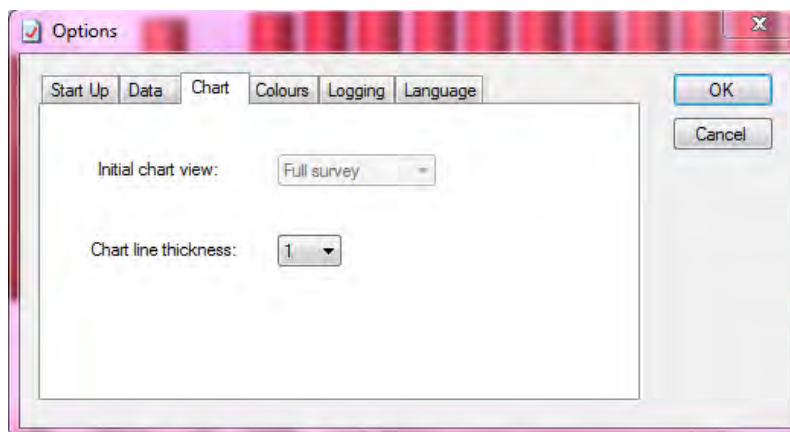 Options
Start Up Data Chart Colours Logging Language
OK
Cancel
Initial chart view: Full survey
Chart line thickness: 1